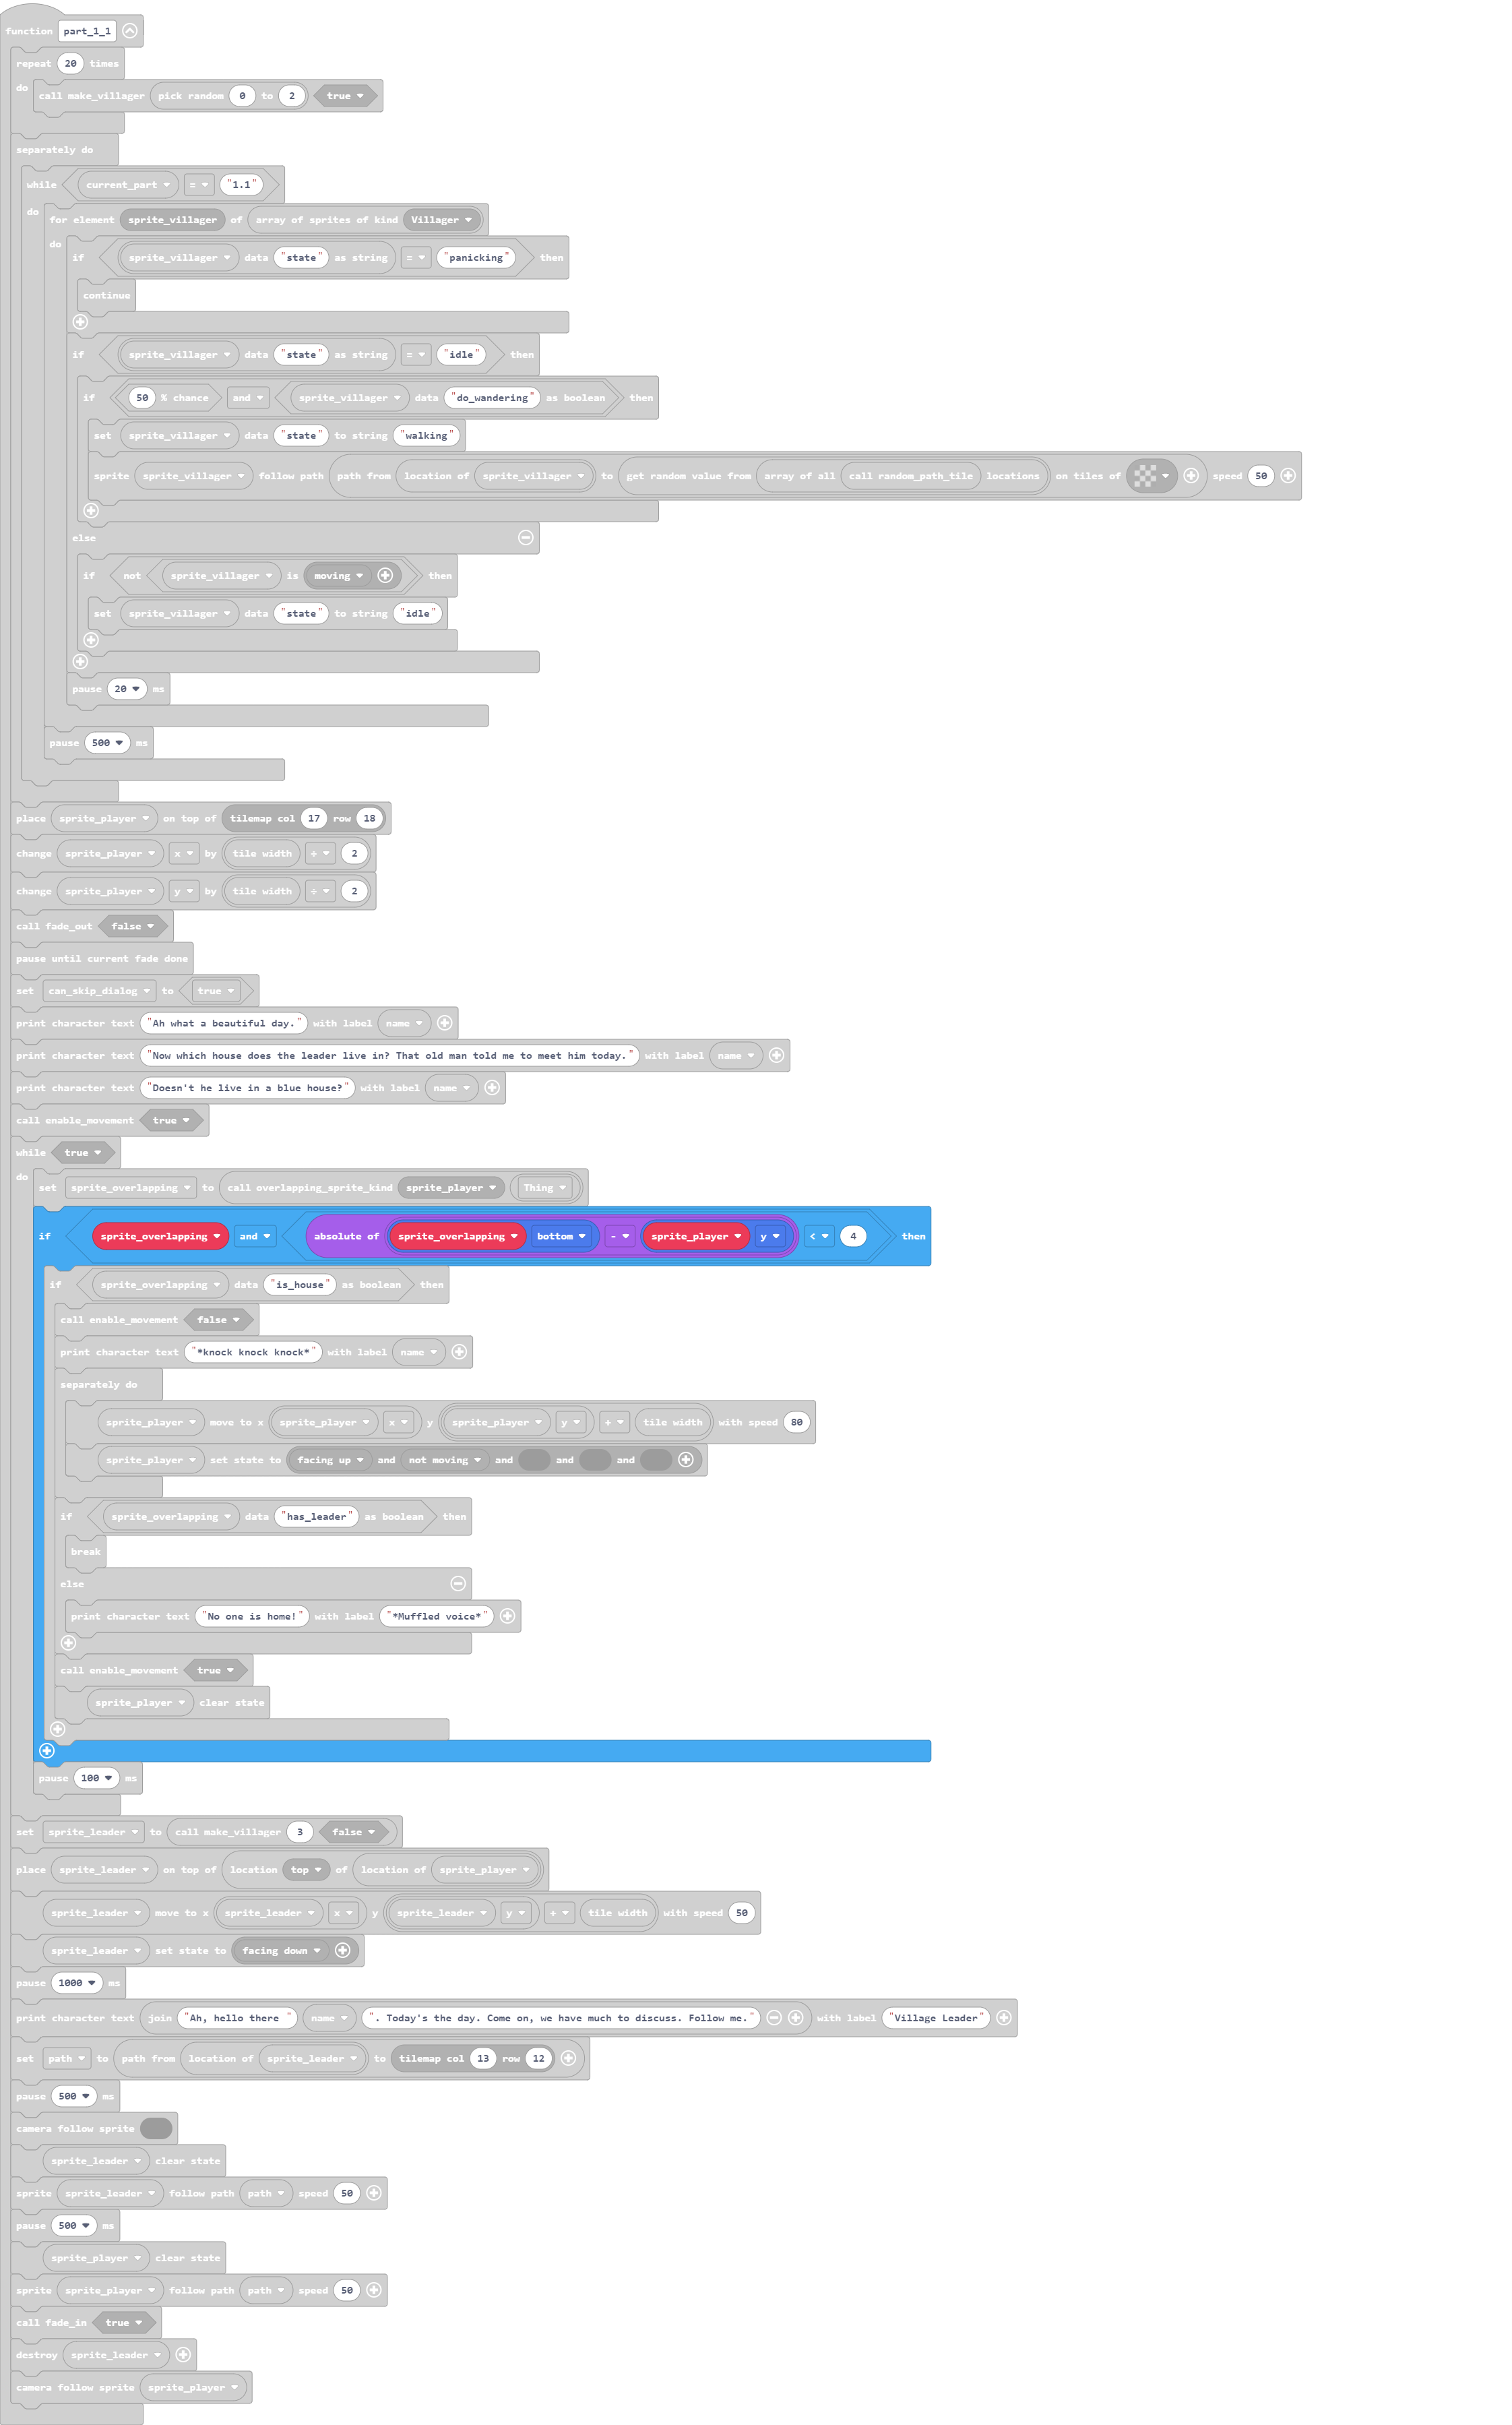 function part_1_1
repeat 20 times
do call make_villager pick random 0 to 2 true
separately do
while current_part = "1.1"
do for element sprite_villager of array of sprites of kind Villager
do if sprite_villager data "state" as string = "panicking" then
continue
if sprite_villager data "state" as string = "idle" then
if 50 % chance and sprite_villager data "do_wandering" as boolean then
set sprite_villager data "state" to string "walking"
sprite sprite_villager follow path path from location of sprite_villager to get random value from array of all call random_path_tile locations on tiles of speed 50
else
if not sprite_villager is moving then
set sprite_villager data "state" to string "idle"
pause 20 ms
pause 500 ms
place sprite_player on top of tilemap col 17 row 18
change sprite_player x by tile width ÷ 2
change sprite_player y by tile width ÷ 2
call fade_out false
pause until current fade done
set can_skip_dialog to true
print character text "Ah what a beautiful day." with label name
print character text "Now which house does the leader live in? That old man told me to meet him today." with label name
print character text "Doesn't he live in a blue house?" with label name
call enable_movement true
while true
do set sprite_overlapping to call overlapping_sprite_kind sprite_player Thing
if sprite_overlapping and absolute of sprite_overlapping bottom - sprite_player y < 4 then
if sprite_overlapping data "is_house" as boolean then
call enable_movement false
print character text "*knock knock knock*" with label name
separately do
sprite_player move to x sprite_player x y sprite_player y + tile width with speed 80
sprite_player set state to facing up and not moving and and and
if sprite_overlapping data "has_leader" as boolean then
break
else
print character text "No one is home!" with label "*Muffled voice*"
call enable_movement true
sprite_player clear state
pause 100 ms
set sprite_leader to call make_villager 3 false
place sprite_leader on top of location top of location of sprite_player
sprite_leader move to x sprite_leader x y sprite_leader y + tile width with speed 50
sprite_leader set state to facing down
pause 1000 ms
print character text join "Ah, hello there " name ". Today's the day. Come on, we have much to discuss. Follow me." with label "Village Leader"
set path to path from location of sprite_leader to tilemap col 13 row 12
pause 500 ms
camera follow sprite
sprite_leader clear state
sprite sprite_leader follow path path speed 50
pause 500 ms
sprite_player clear state
sprite sprite_player follow path path speed 50
call fade_in true
destroy sprite_leader
camera follow sprite sprite_player